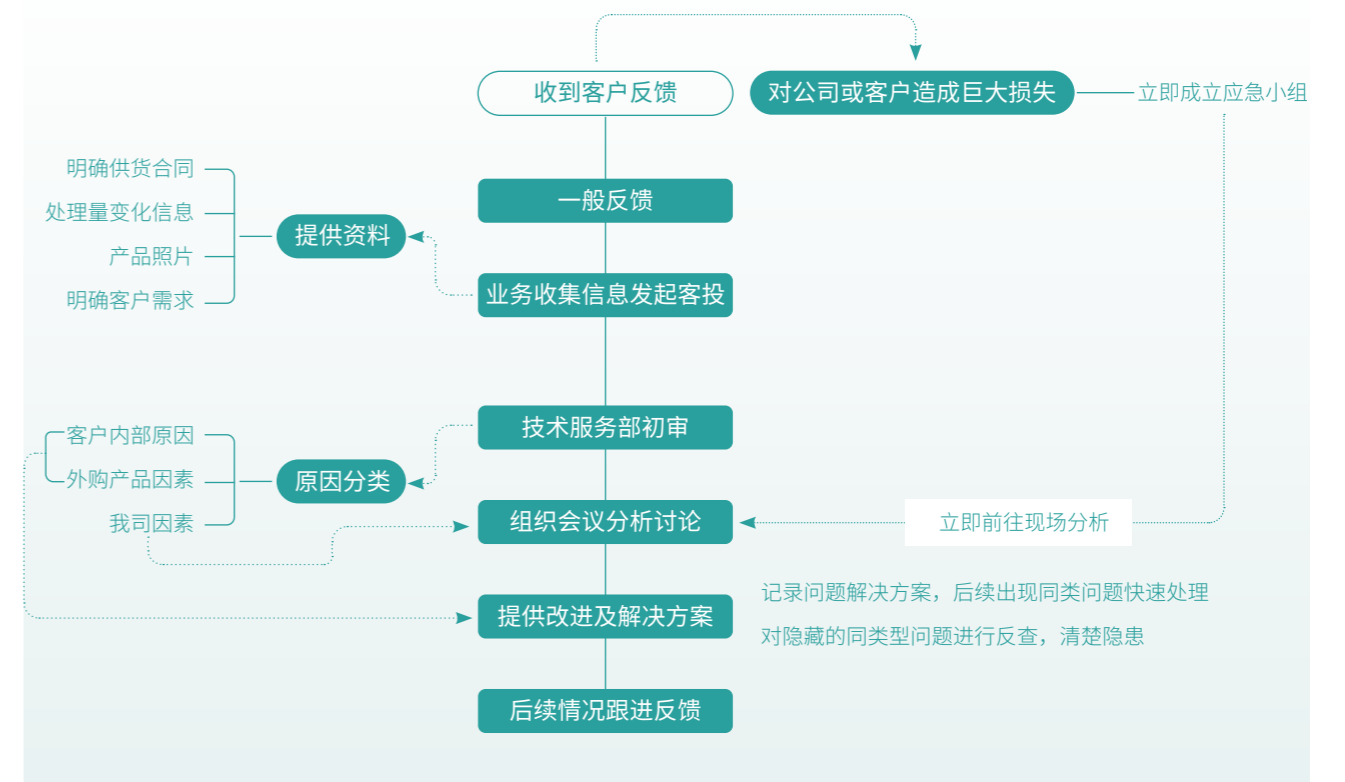 收到客户反馈
对公司或客户造成巨大损失
立即成立应急小组
一般反馈
明确供货合同
处理量变化信息
产品照片
明确客户需求
提供资料
业务收集信息发起客投
技术服务部初审
客户内部原因
外购产品因素
我司因素
原因分类
组织会议分析讨论
立即前往现场分析
提供改进及解决方案
记录问题解决方案，后续出现同类问题快速处理
对隐藏的同类型问题进行反查，清楚隐患
后续情况跟进反馈